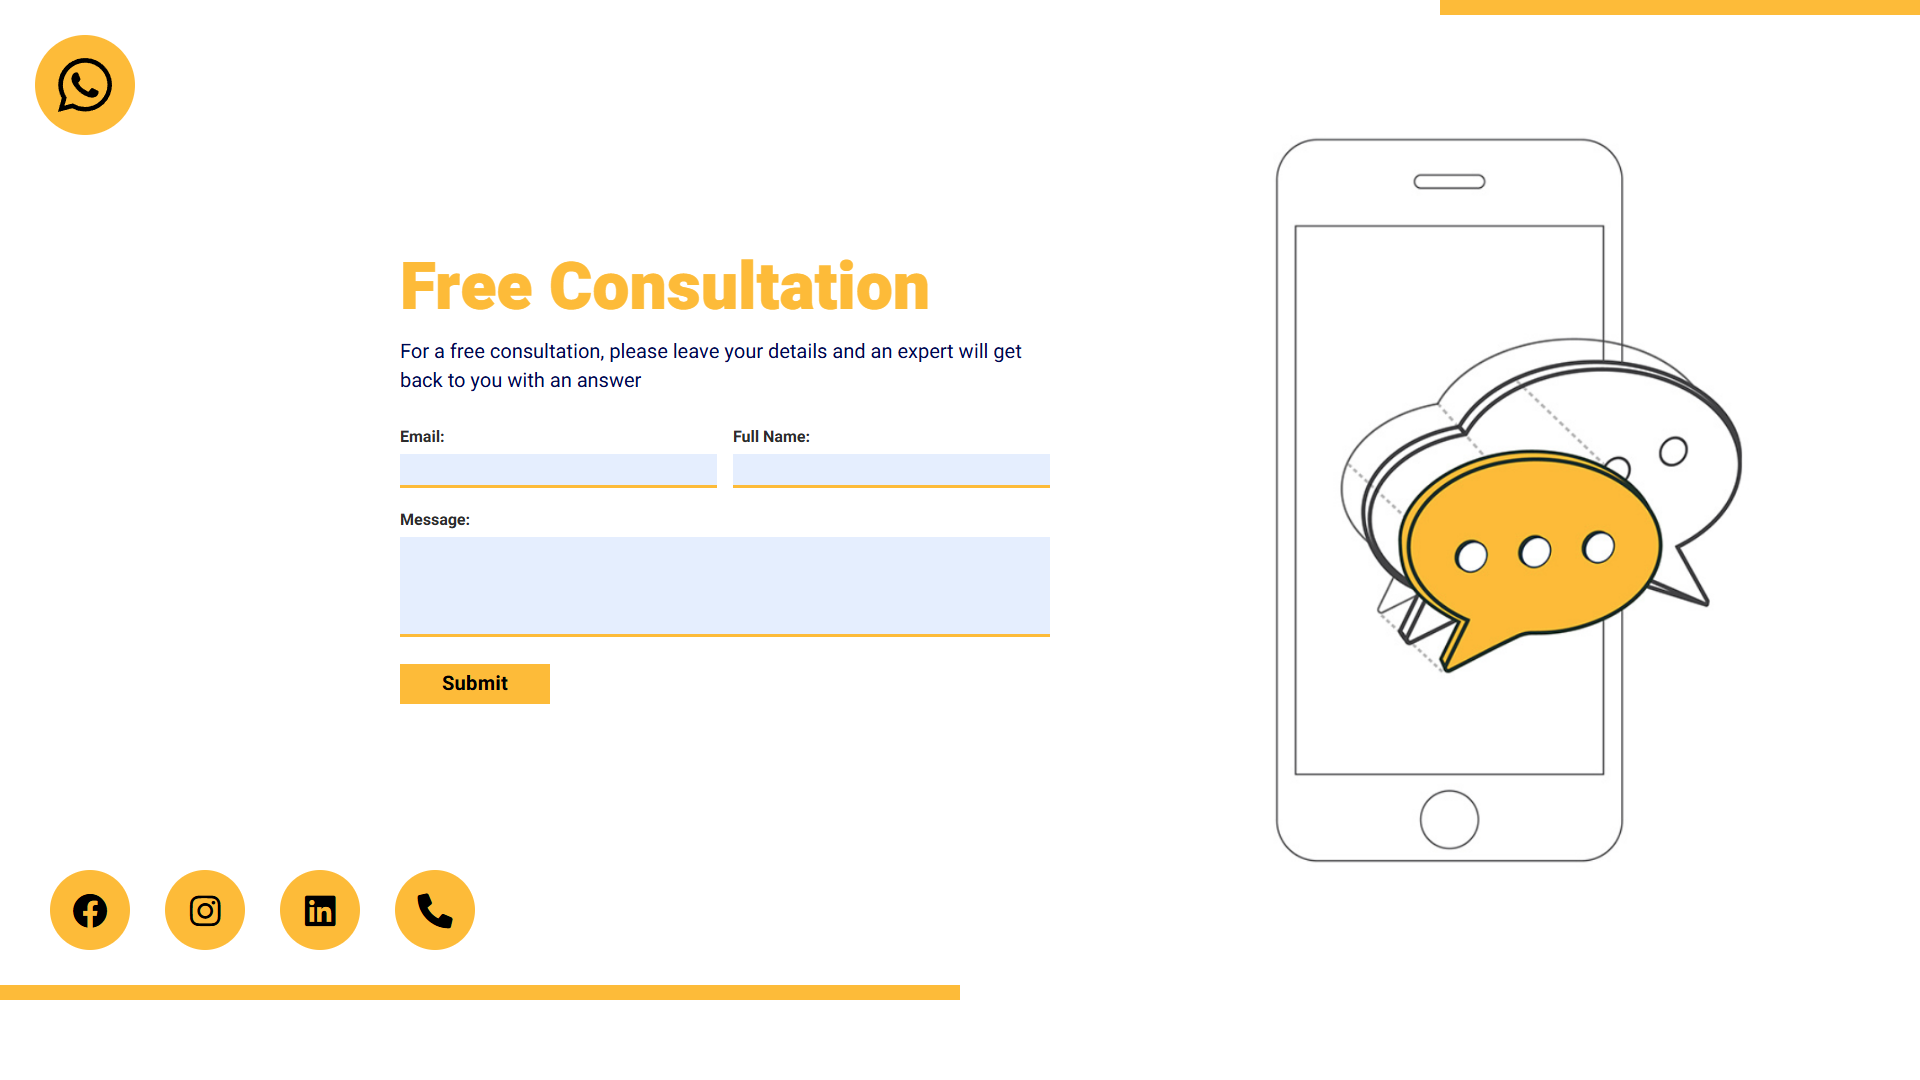 Free Consultation
For a free consultation, please leave your details and an expert will get
back to you with an answer
Email:
Full Name:
Message:
Submit